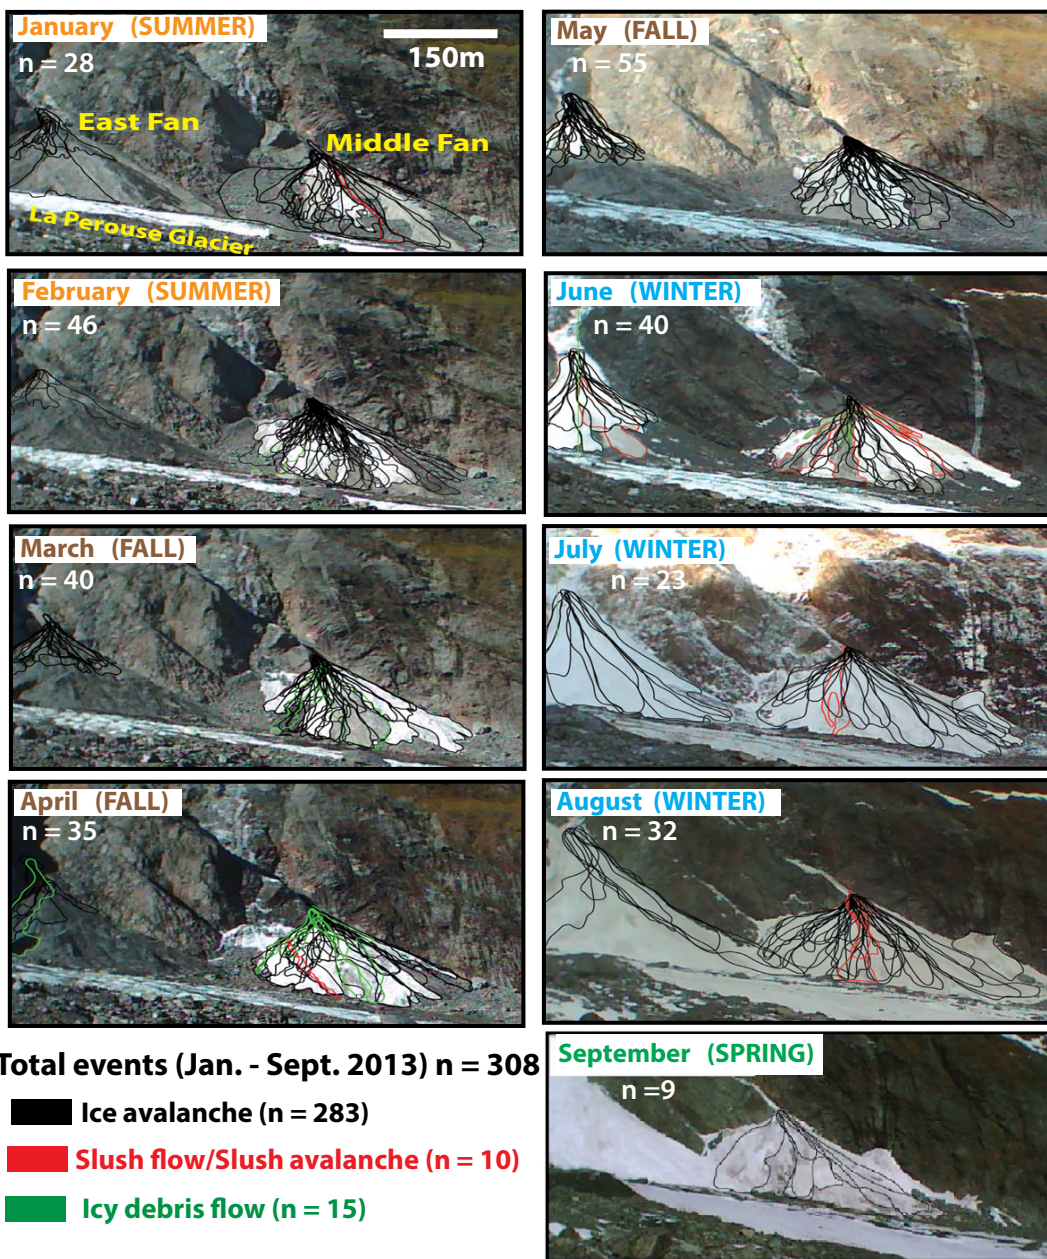 January (SUMMER)
n = 28
150m
East Fan
Middle Fan
La Perouse Glacier
February (SUMMER)
n = 46
March (FALL)
n = 40
April (FALL)
n = 35
May (FALL)
n = 55
June (WINTER)
n = 40
July (WINTER)
n = 23
August (WINTER)
n = 32
September (SPRING)
n =9
Total events (Jan. - Sept. 2013) n = 308
Ice avalanche (n = 283)
Slush flow/Slush avalanche (n = 10)
Icy debris flow (n = 15)